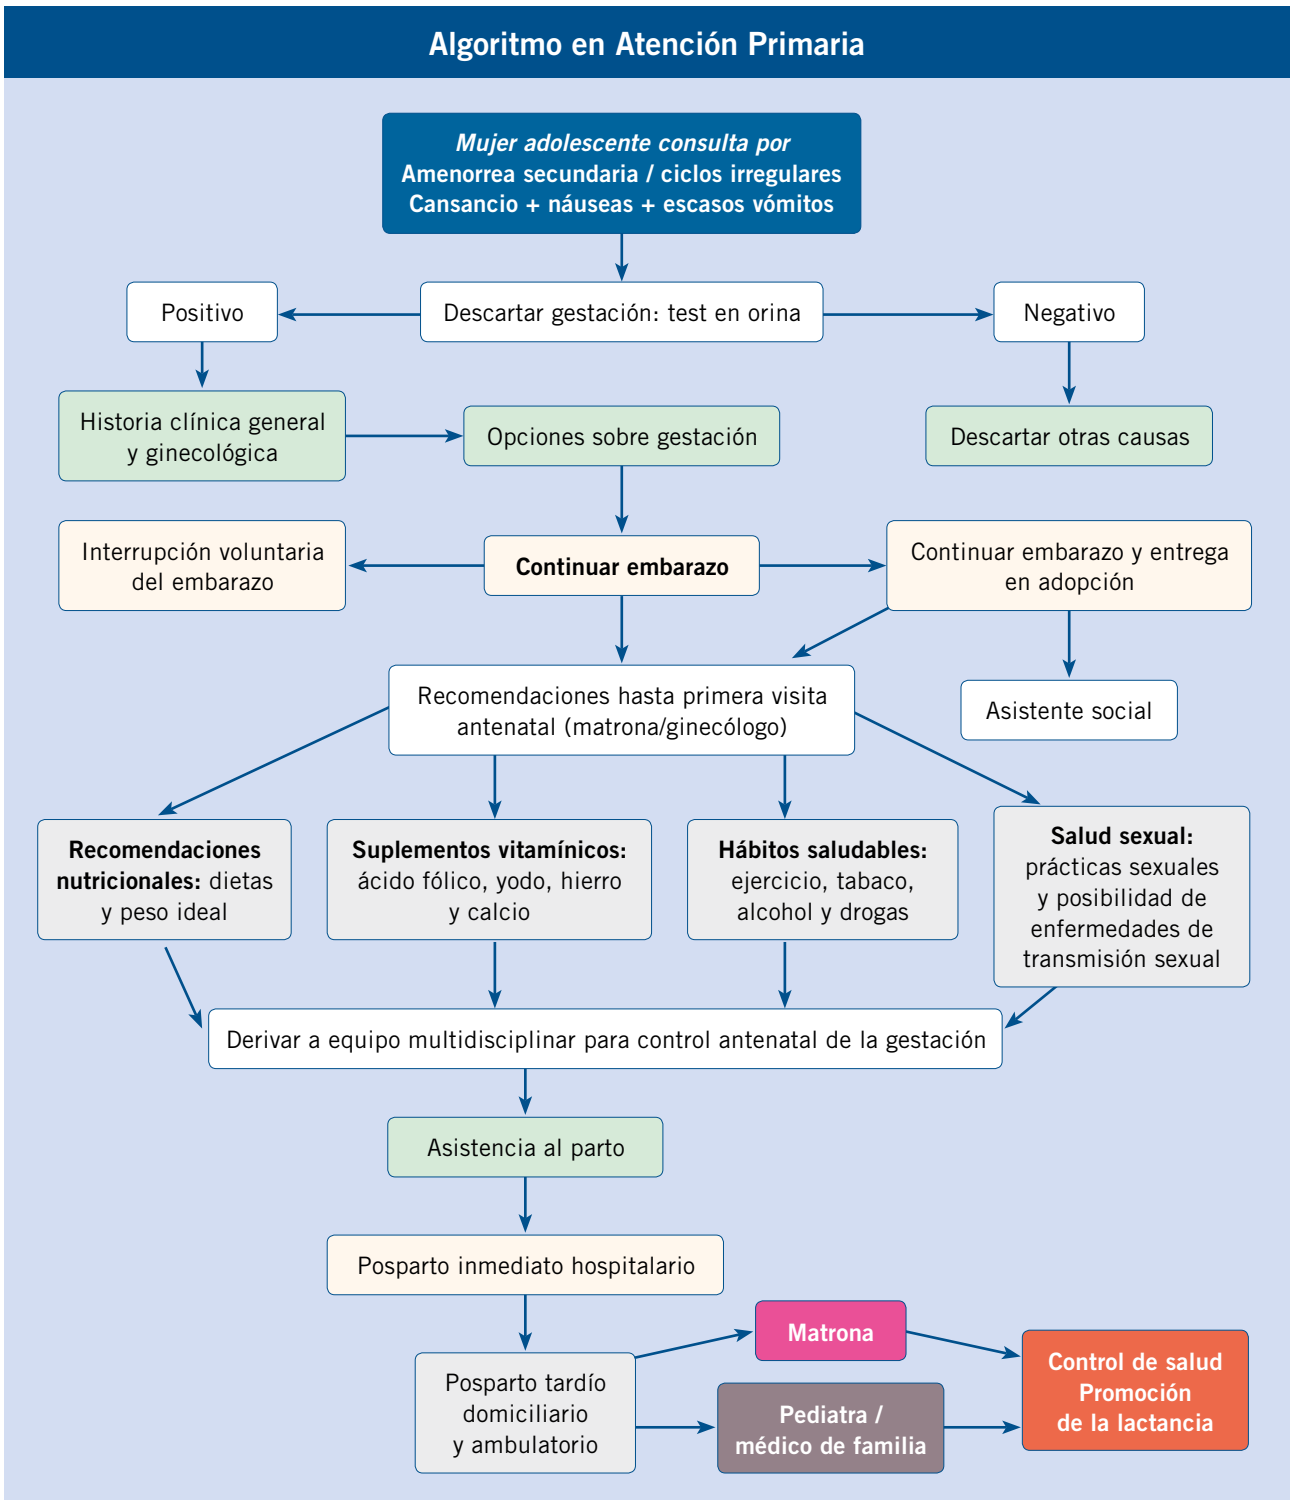 Algoritmo en Atención Primaria
Mujer adolescente consulta por
Amenorrea secundaria / ciclos irregulares
Cansancio + náuseas + escasos vómitos
Positivo
Descartar gestación: test en orina
Negativo
Historia clínica general
y ginecológica
Opciones sobre gestación
Descartar otras causas
Interrupción voluntaria
del embarazo
Continuar embarazo
Continuar embarazo y entrega
en adopción
Recomendaciones hasta primera visita
antenatal (matrona/ginecólogo)
Asistente social
Recomendaciones
nutricionales: dietas
y peso ideal
Suplementos vitamínicos:
ácido fólico, yodo, hierro
y calcio
Hábitos saludables:
ejercicio, tabaco,
alcohol y drogas
Salud sexual:
prácticas sexuales
y posibilidad de
enfermedades de
transmisión sexual
Derivar a equipo multidisciplinar para control antenatal de la gestación
Asistencia al parto
Posparto inmediato hospitalario
Posparto tardío
domiciliario
y ambulatorio
Matrona
Pediatra /
médico de familia
Control de salud
Promoción
de la lactancia